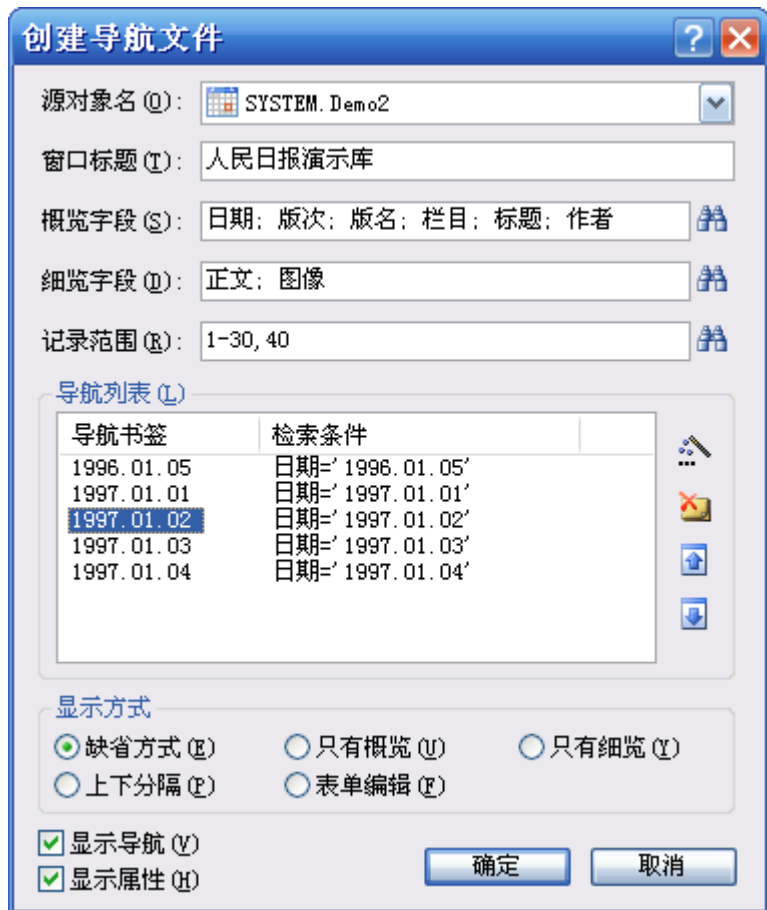 创建导航文件
源对象名(O): SYSTEM.Demo2
窗口标题(T): 人民日报演示库
概览字段(S): 日期; 版次; 版名; 栏目; 标题; 作者
细览字段(D): 正文; 图像
记录范围(R): 1-30,40
导航列表(L)
导航书签 检索条件
1996.01.05 日期='1996.01.05'
1997.01.01 日期='1997.01.01'
1997.01.02 日期='1997.01.02'
1997.01.03 日期='1997.01.03'
1997.01.04 日期='1997.01.04'
显示方式
缺省方式(E) 只有概览(U) 只有细览(Y)
上下分隔(P) 表单编辑(F)
显示导航(V)
显示属性(H)
确定 取消